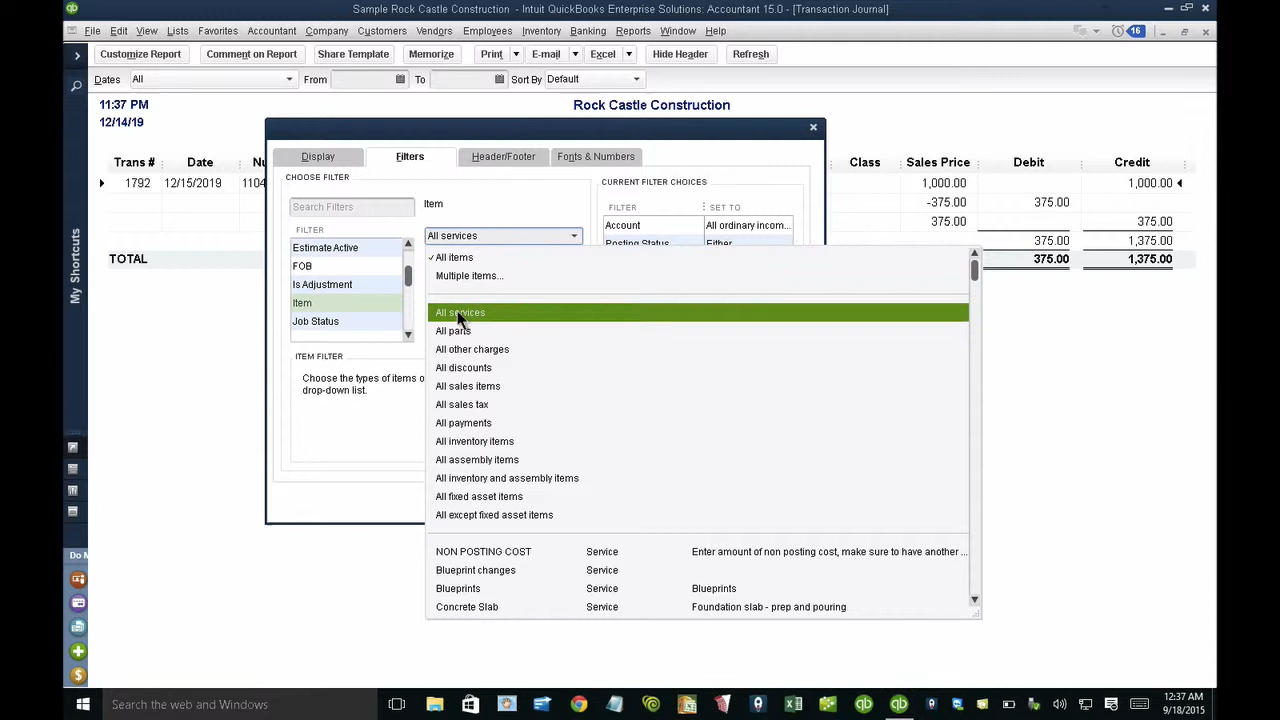 Sample Rock Castle Construction - Intuit QuickBooks Enterprise Solutions: Accountant 15.0 - [Transaction Journal]
File Edit View Lists Favorites Accountant Company Customers Vendors Employees Inventory Banking Reports Window Help 16
Customize Report Comment on Report Share Template Memorize Print E-mail Excel Hide Header Refresh
Dates All From To Sort By Default
11:37 PM Rock Castle Construction
12/14/19
Trans # Date Nu Class Sales Price Debit Credit
1792 12/15/2019 1104 1,000.00 1,000.00
-375.00 375.00
375.00 375.00
375.00 1,375.00
TOTAL 375.00 1,375.00
Display Filters Header/Footer Fonts & Numbers
CHOOSE FILTER CURRENT FILTER CHOICES
Search Filters Item
FILTER FILTER SET TO
All services
Account All ordinary incom...
Posting Status Either
Estimate Active
FOB
Is Adjustment
Item
Job Status
ITEM FILTER
Choose the types of items o
drop-down list.
All items
Multiple items...
All services
All parts
All other charges
All discounts
All sales items
All sales tax
All payments
All inventory items
All assembly items
All inventory and assembly items
All fixed asset items
All except fixed asset items
NON POSTING COST Service Enter amount of non posting cost, make sure to have another ...
Blueprint changes Service
Blueprints Service Blueprints
Concrete Slab Service Foundation slab - prep and pouring
My Shortcuts
Do M
Search the web and Windows
12:37 AM
9/18/2015